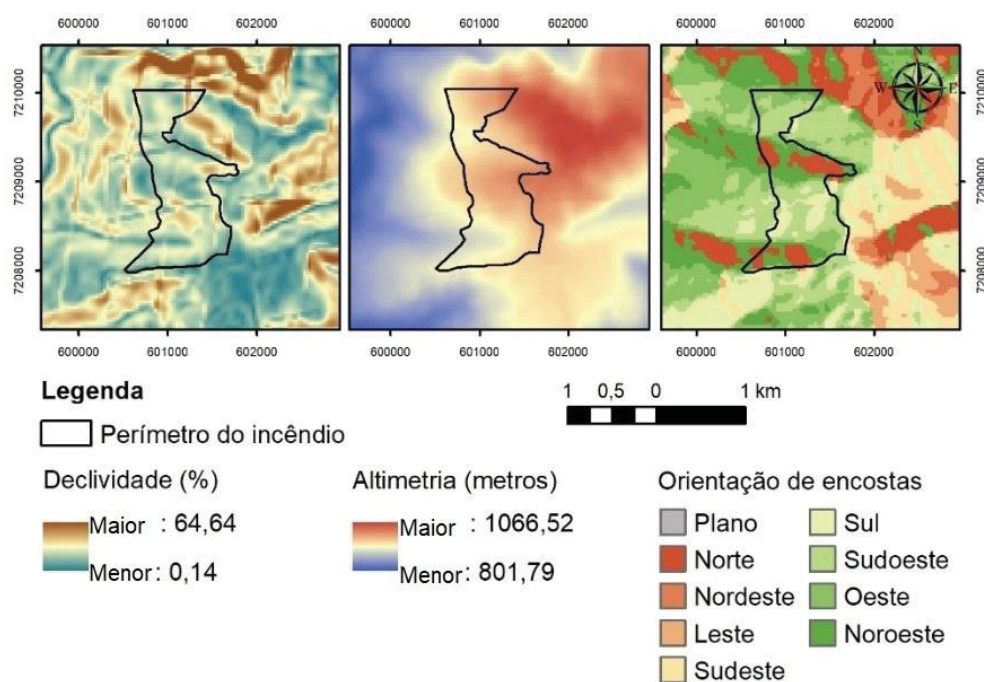 600000 601000 602000 600000 601000 602000 600000 601000 602000
7210000 7210000
7209000 7209000
7208000 7208000
N
W E
S
600000 601000 602000 600000 601000 602000 600000 601000 602000
Legenda
1 0,5 0 1 km
Perímetro do incêndio
Declividade (%)
Maior : 64,64
Menor: 0,14
Altimetria (metros)
Maior : 1066,52
Menor: 801,79
Orientação de encostas
Plano
Norte
Nordeste
Leste
Sudeste
Sul
Sudoeste
Oeste
Noroeste